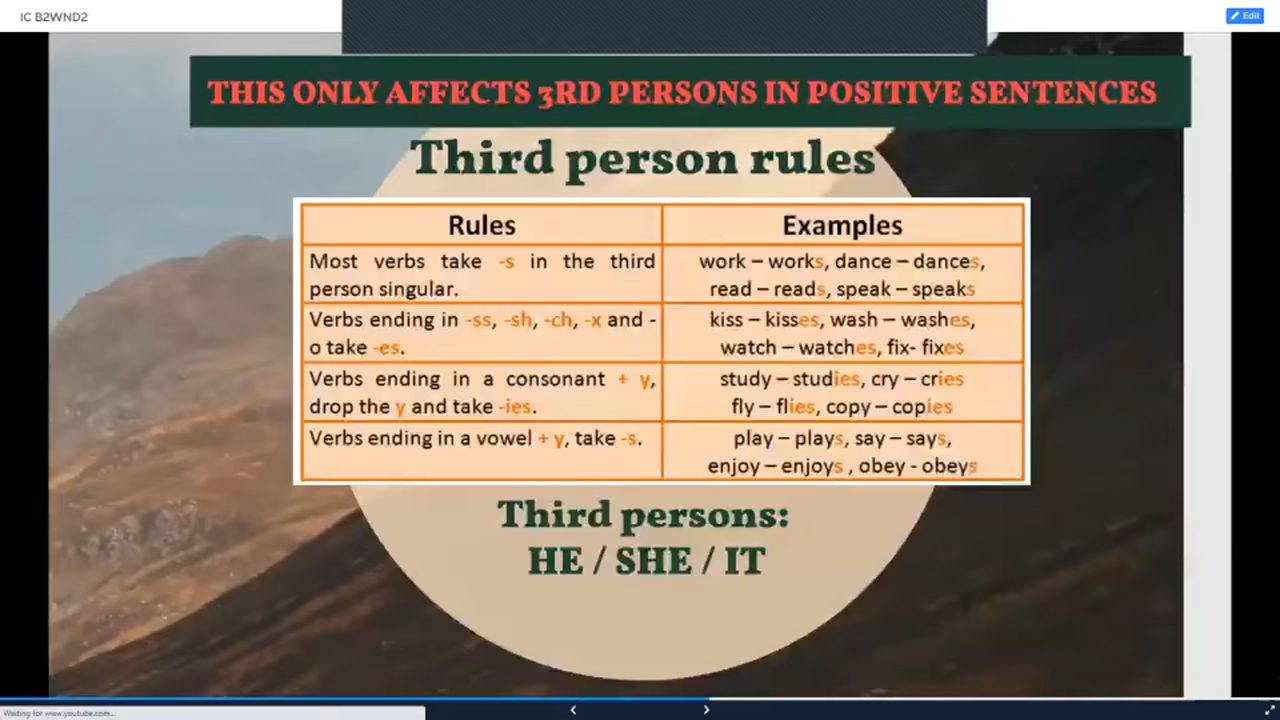 IC B2WND2
Edit
THIS ONLY AFFECTS 3RD PERSONS IN POSITIVE SENTENCES
Third person rules
Rules
Examples
Most verbs take -s in the third
person singular.
work – works, dance – dances,
read – reads, speak – speaks
Verbs ending in -ss, -sh, -ch, -x and -
o take -es.
kiss – kisses, wash – washes,
watch – watches, fix- fixes
Verbs ending in a consonant + y,
drop the y and take -ies.
study – studies, cry – cries
fly – flies, copy – copies
Verbs ending in a vowel + y, take -s.
play – plays, say – says,
enjoy – enjoys , obey - obeys
Third persons:
HE / SHE / IT
Waiting for www.youtube.com...